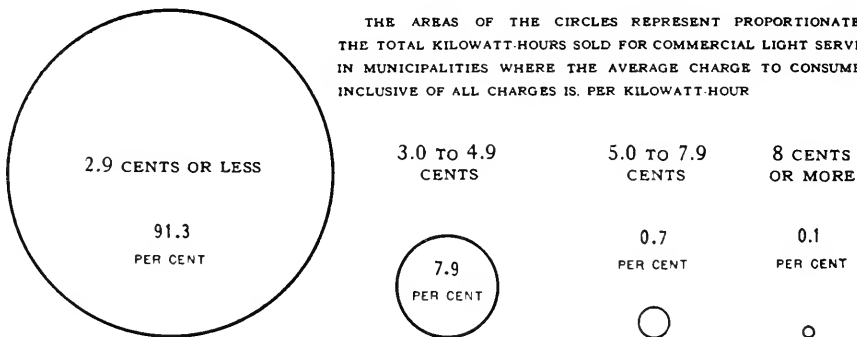 THE AREAS OF THE CIRCLES REPRESENT PROPORTIONATE
THE TOTAL KILOWATT-HOURS SOLD FOR COMMERCIAL LIGHT SERVI
IN MUNICIPALITIES WHERE THE AVERAGE CHARGE TO CONSUME
INCLUSIVE OF ALL CHARGES IS, PER KILOWATT-HOUR
2.9 CENTS OR LESS
91.3
PER CENT
3.0 TO 4.9
CENTS
7.9
PER CENT
5.0 TO 7.9
CENTS
0.7
PER CENT
8 CENTS
OR MORE
0.1
PER CENT